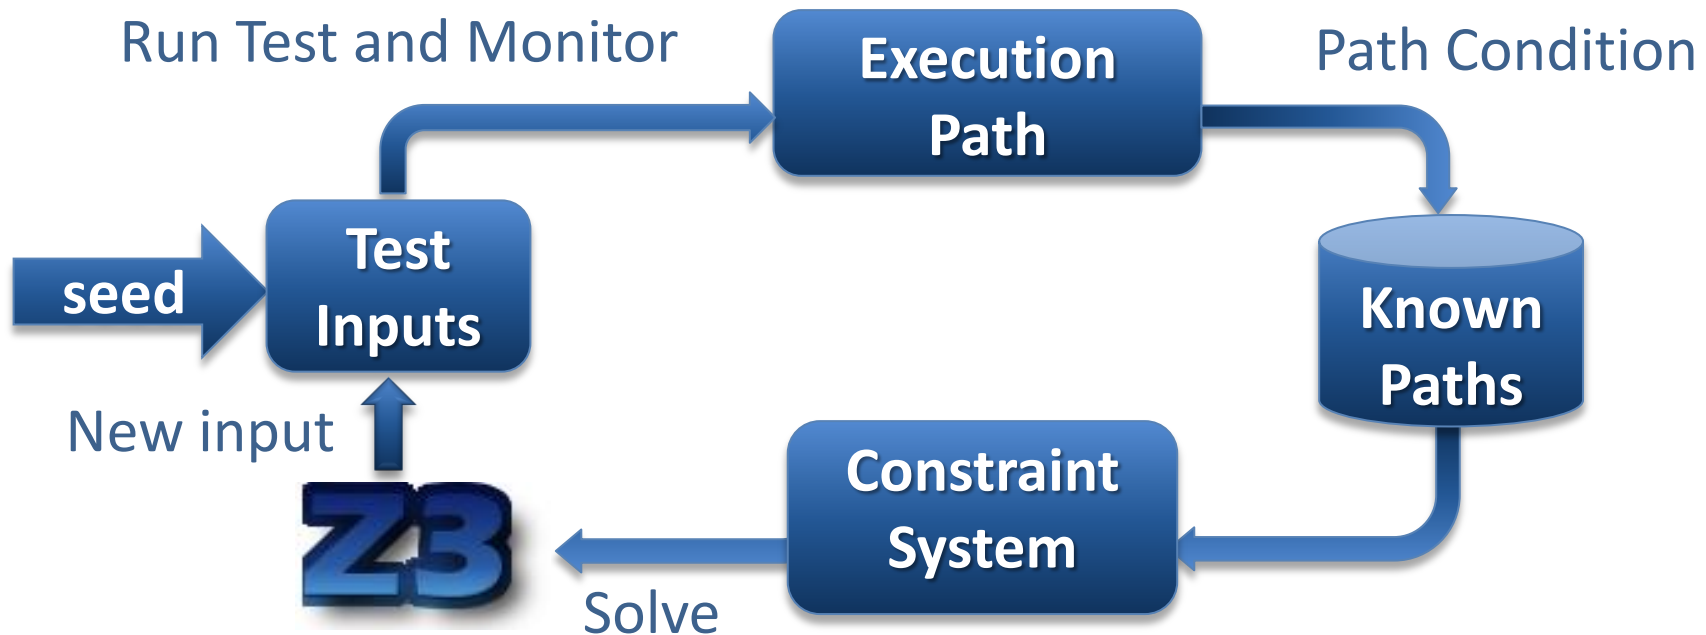 Run Test and Monitor
Execution
Path
Path Condition
seed
Test
Inputs
Known
Paths
New input
Constraint
System
Z3
Solve